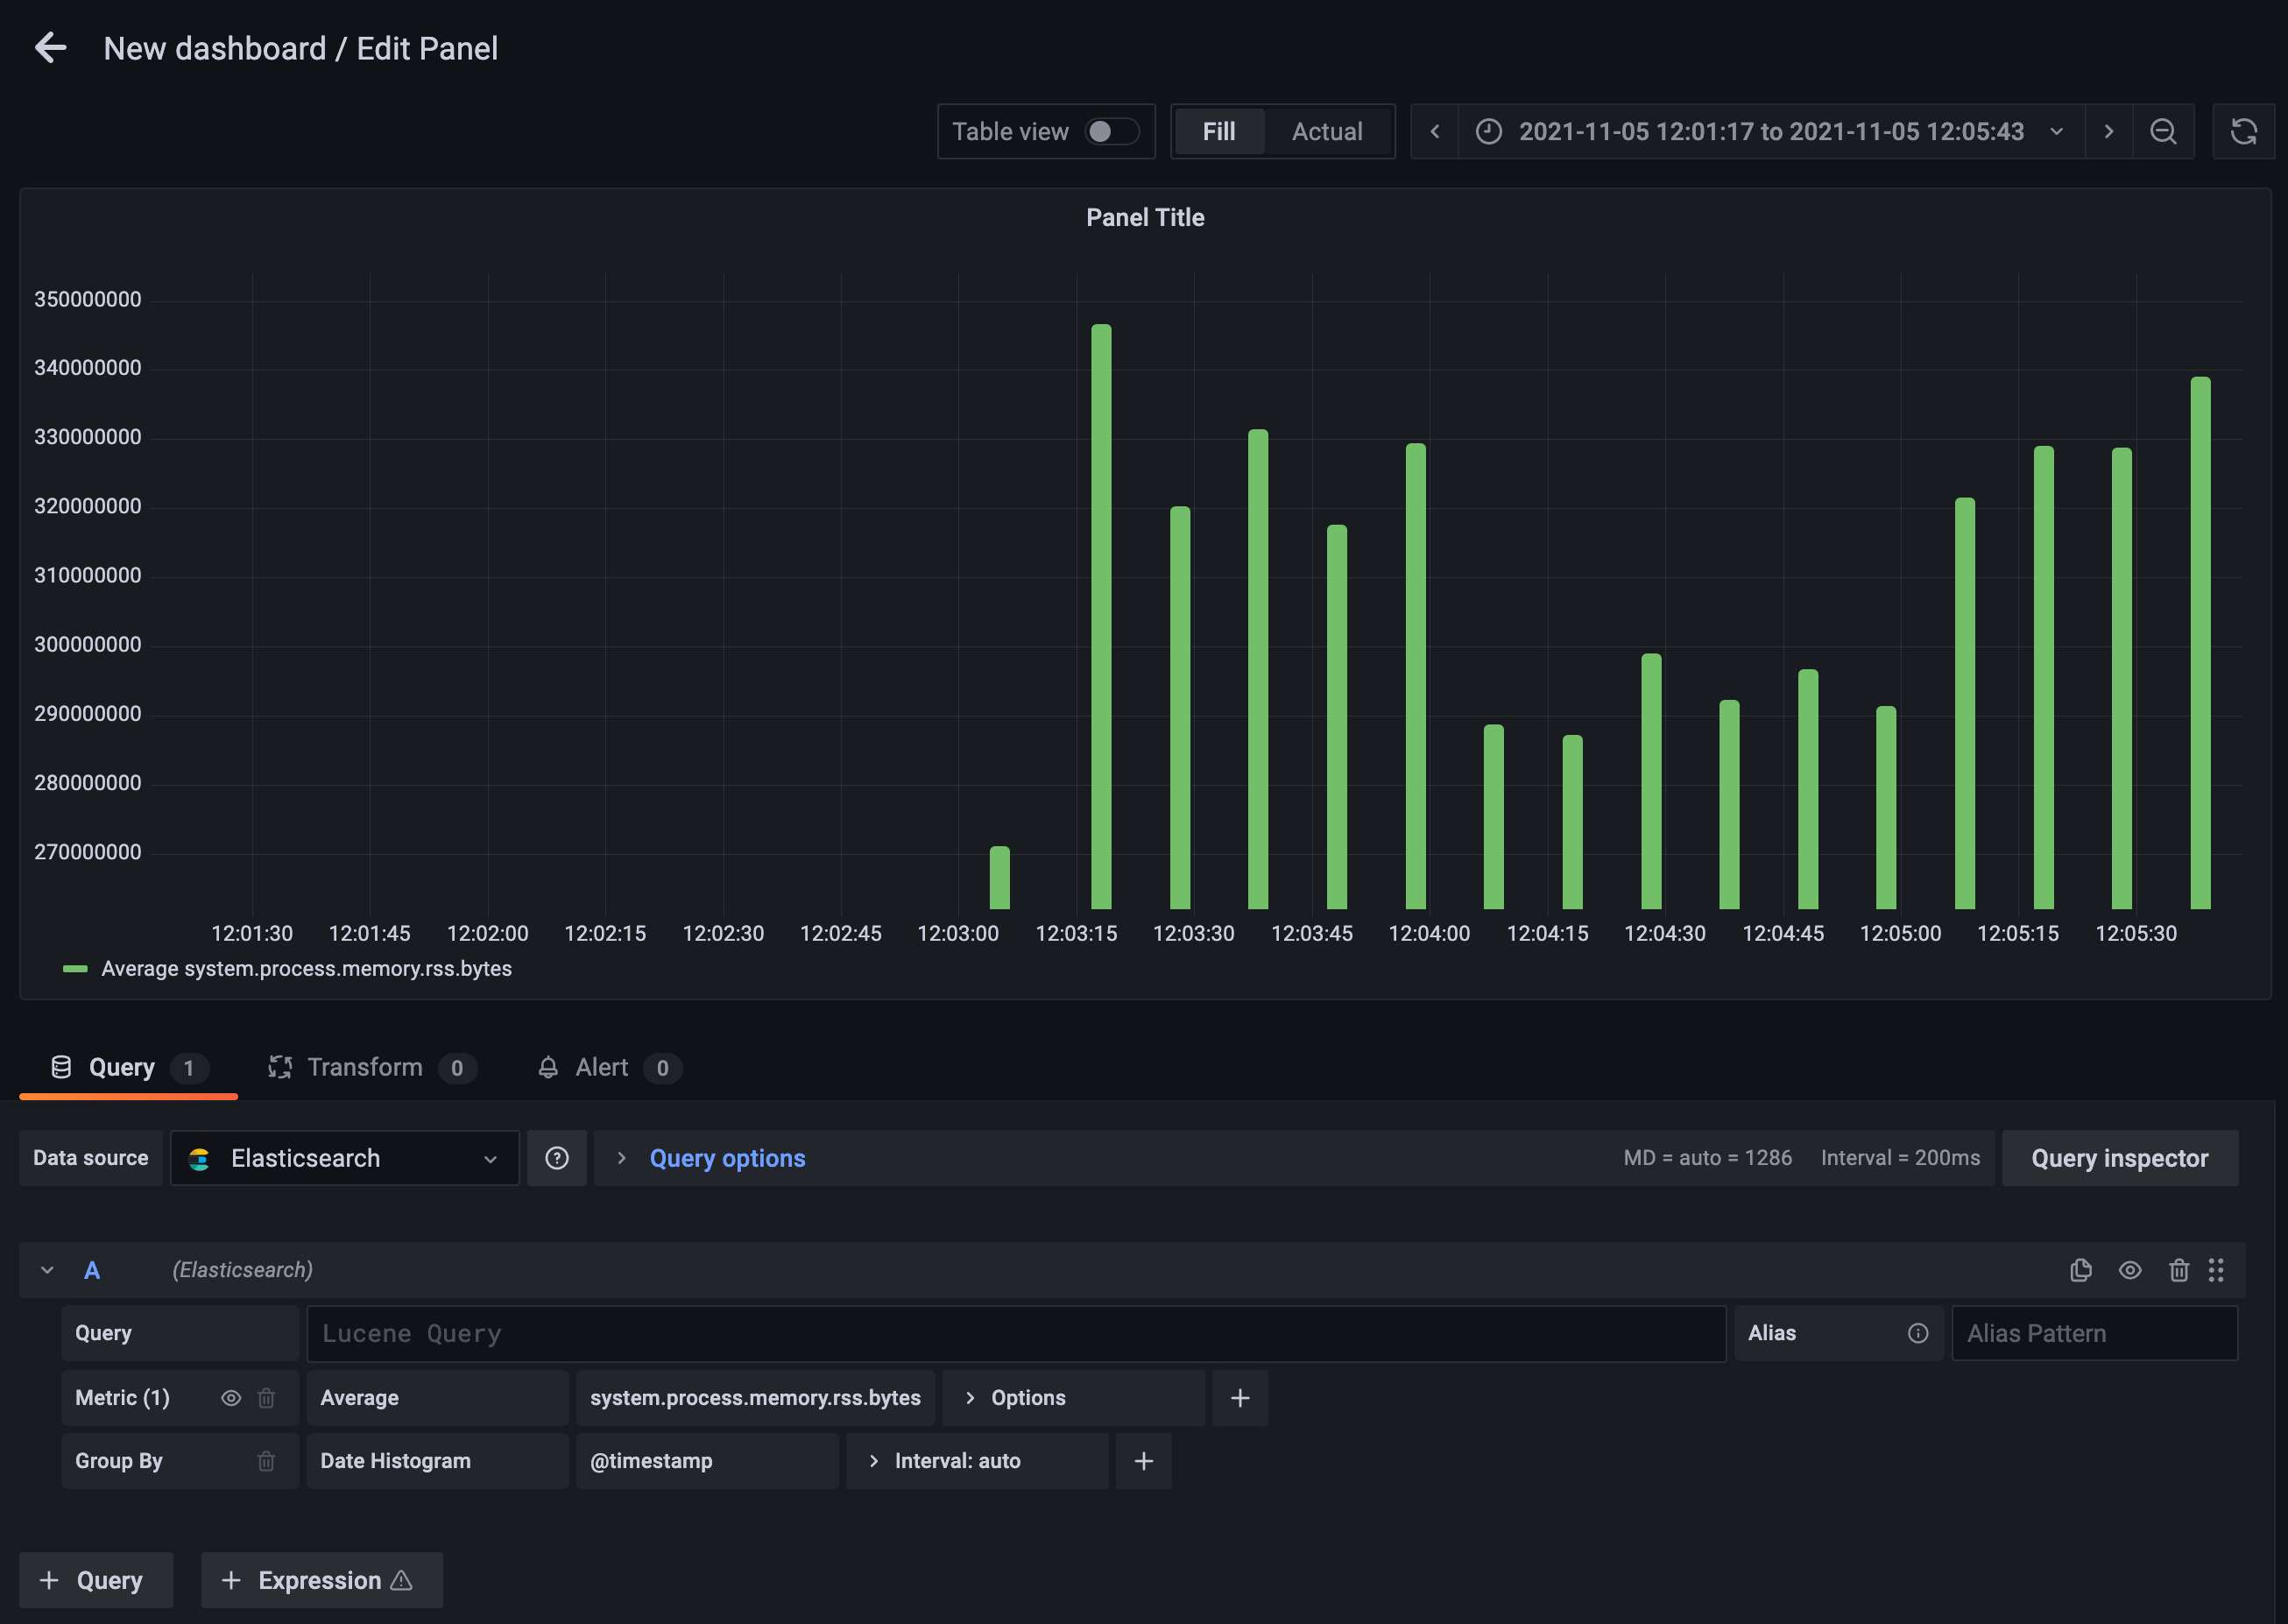 New dashboard / Edit Panel
Table view Fill Actual 2021-11-05 12:01:17 to 2021-11-05 12:05:43
Panel Title
350000000
340000000
330000000
320000000
310000000
300000000
290000000
280000000
270000000
12:01:30 12:01:45 12:02:00 12:02:15 12:02:30 12:02:45 12:03:00 12:03:15 12:03:30 12:03:45 12:04:00 12:04:15 12:04:30 12:04:45 12:05:00 12:05:15 12:05:30
Average system.process.memory.rss.bytes
Query 1 Transform 0 Alert 0
Data source Elasticsearch Query options MD = auto = 1286 Interval = 200ms Query inspector
A (Elasticsearch)
Query Lucene Query Alias Alias Pattern
Metric (1) Average system.process.memory.rss.bytes Options
Group By Date Histogram @timestamp Interval: auto
Query Expression